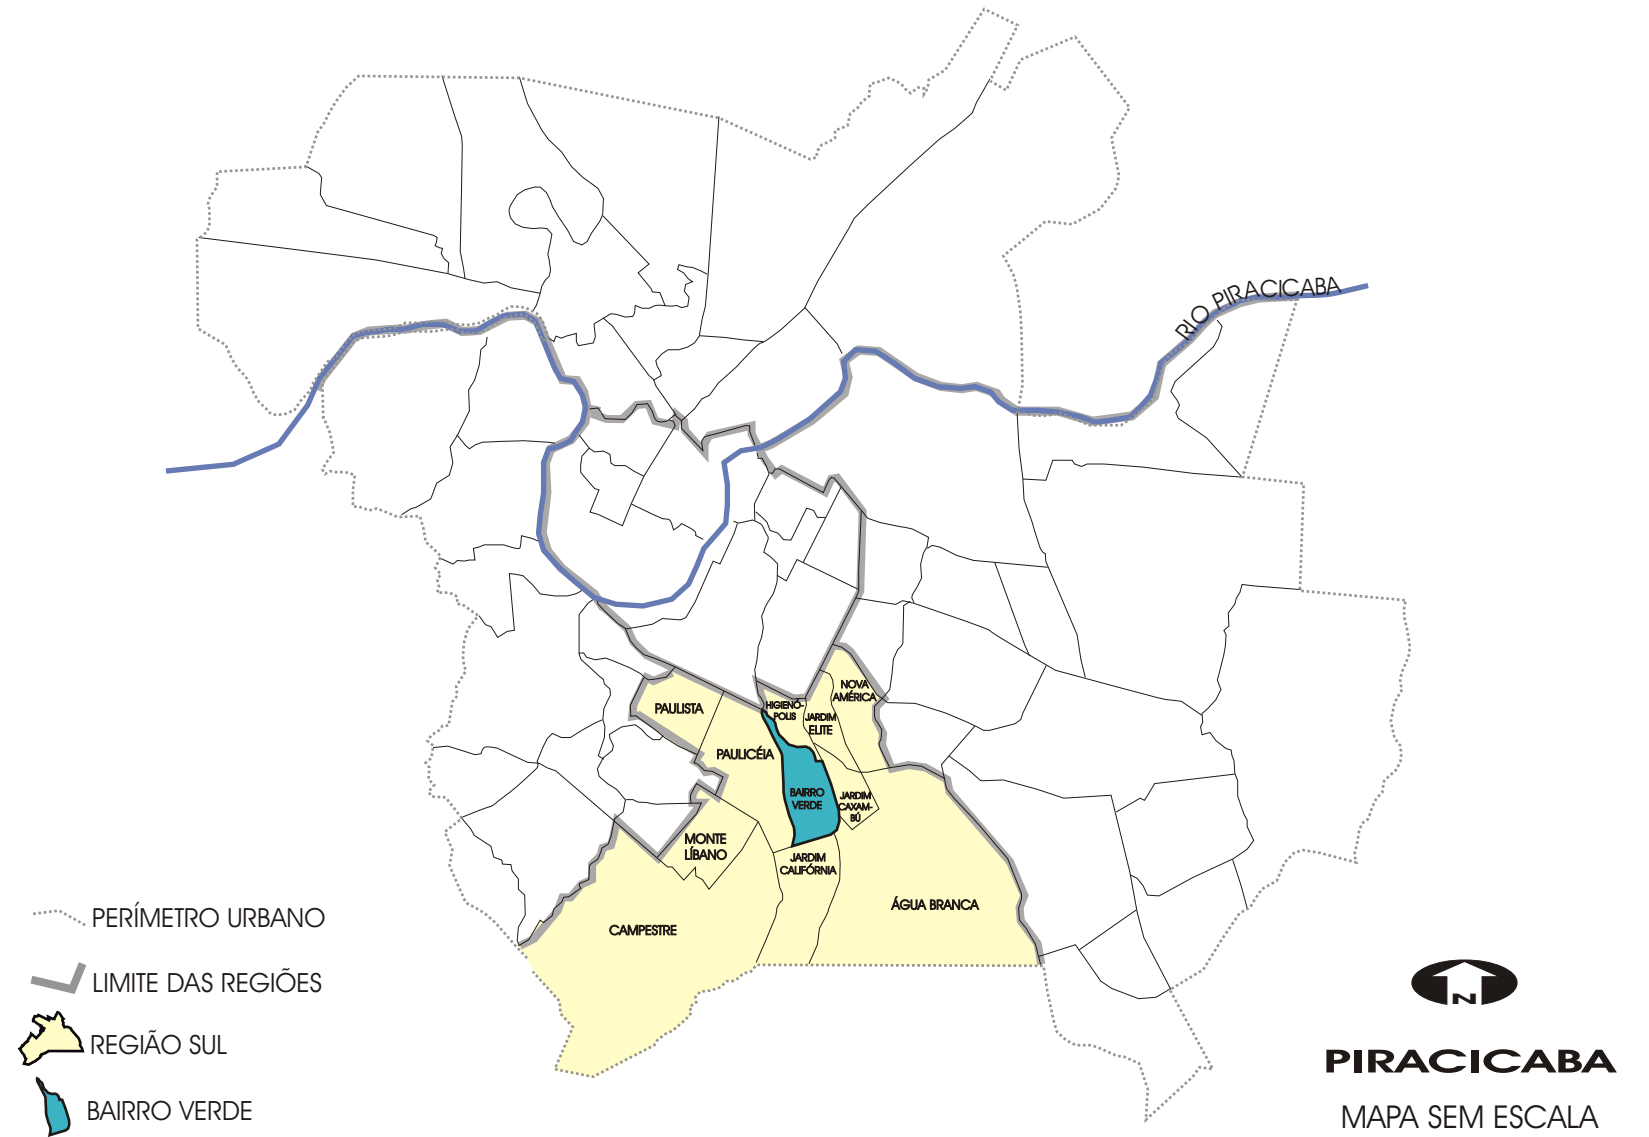 RIO PIRACICABA
NOVA
AMÉRICA
PAULISTA
HIGIENÓ-
POLIS
JARDIM
ELITE
PAULICÉIA
BAIRRO
VERDE
JARDIM
CAXAM-
BÚ
MONTE
LÍBANO
JARDIM
CALIFÓRNIA
ÁGUA BRANCA
CAMPESTRE
PERÍMETRO URBANO
LIMITE DAS REGIÕES
REGIÃO SUL
BAIRRO VERDE
N
PIRACICABA
MAPA SEM ESCALA